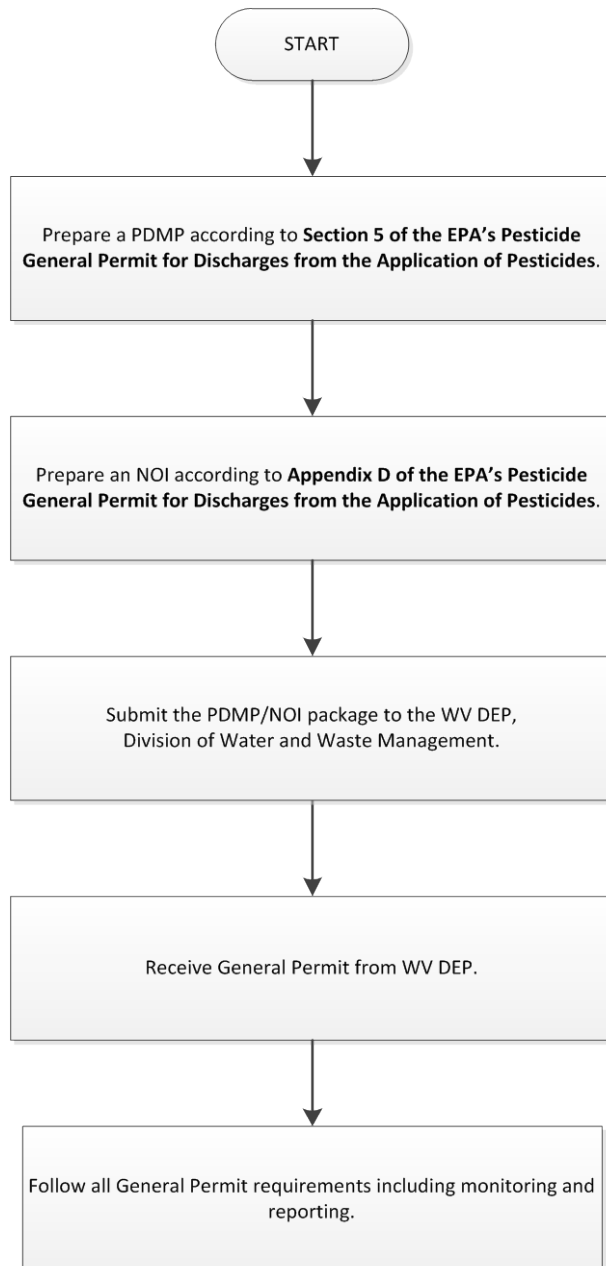 START
Prepare a PDMP according to Section 5 of the EPA’s Pesticide
General Permit for Discharges from the Application of Pesticides.
Prepare an NOI according to Appendix D of the EPA’s Pesticide
General Permit for Discharges from the Application of Pesticides.
Submit the PDMP/NOI package to the WV DEP,
Division of Water and Waste Management.
Receive General Permit from WV DEP.
Follow all General Permit requirements including monitoring and
reporting.